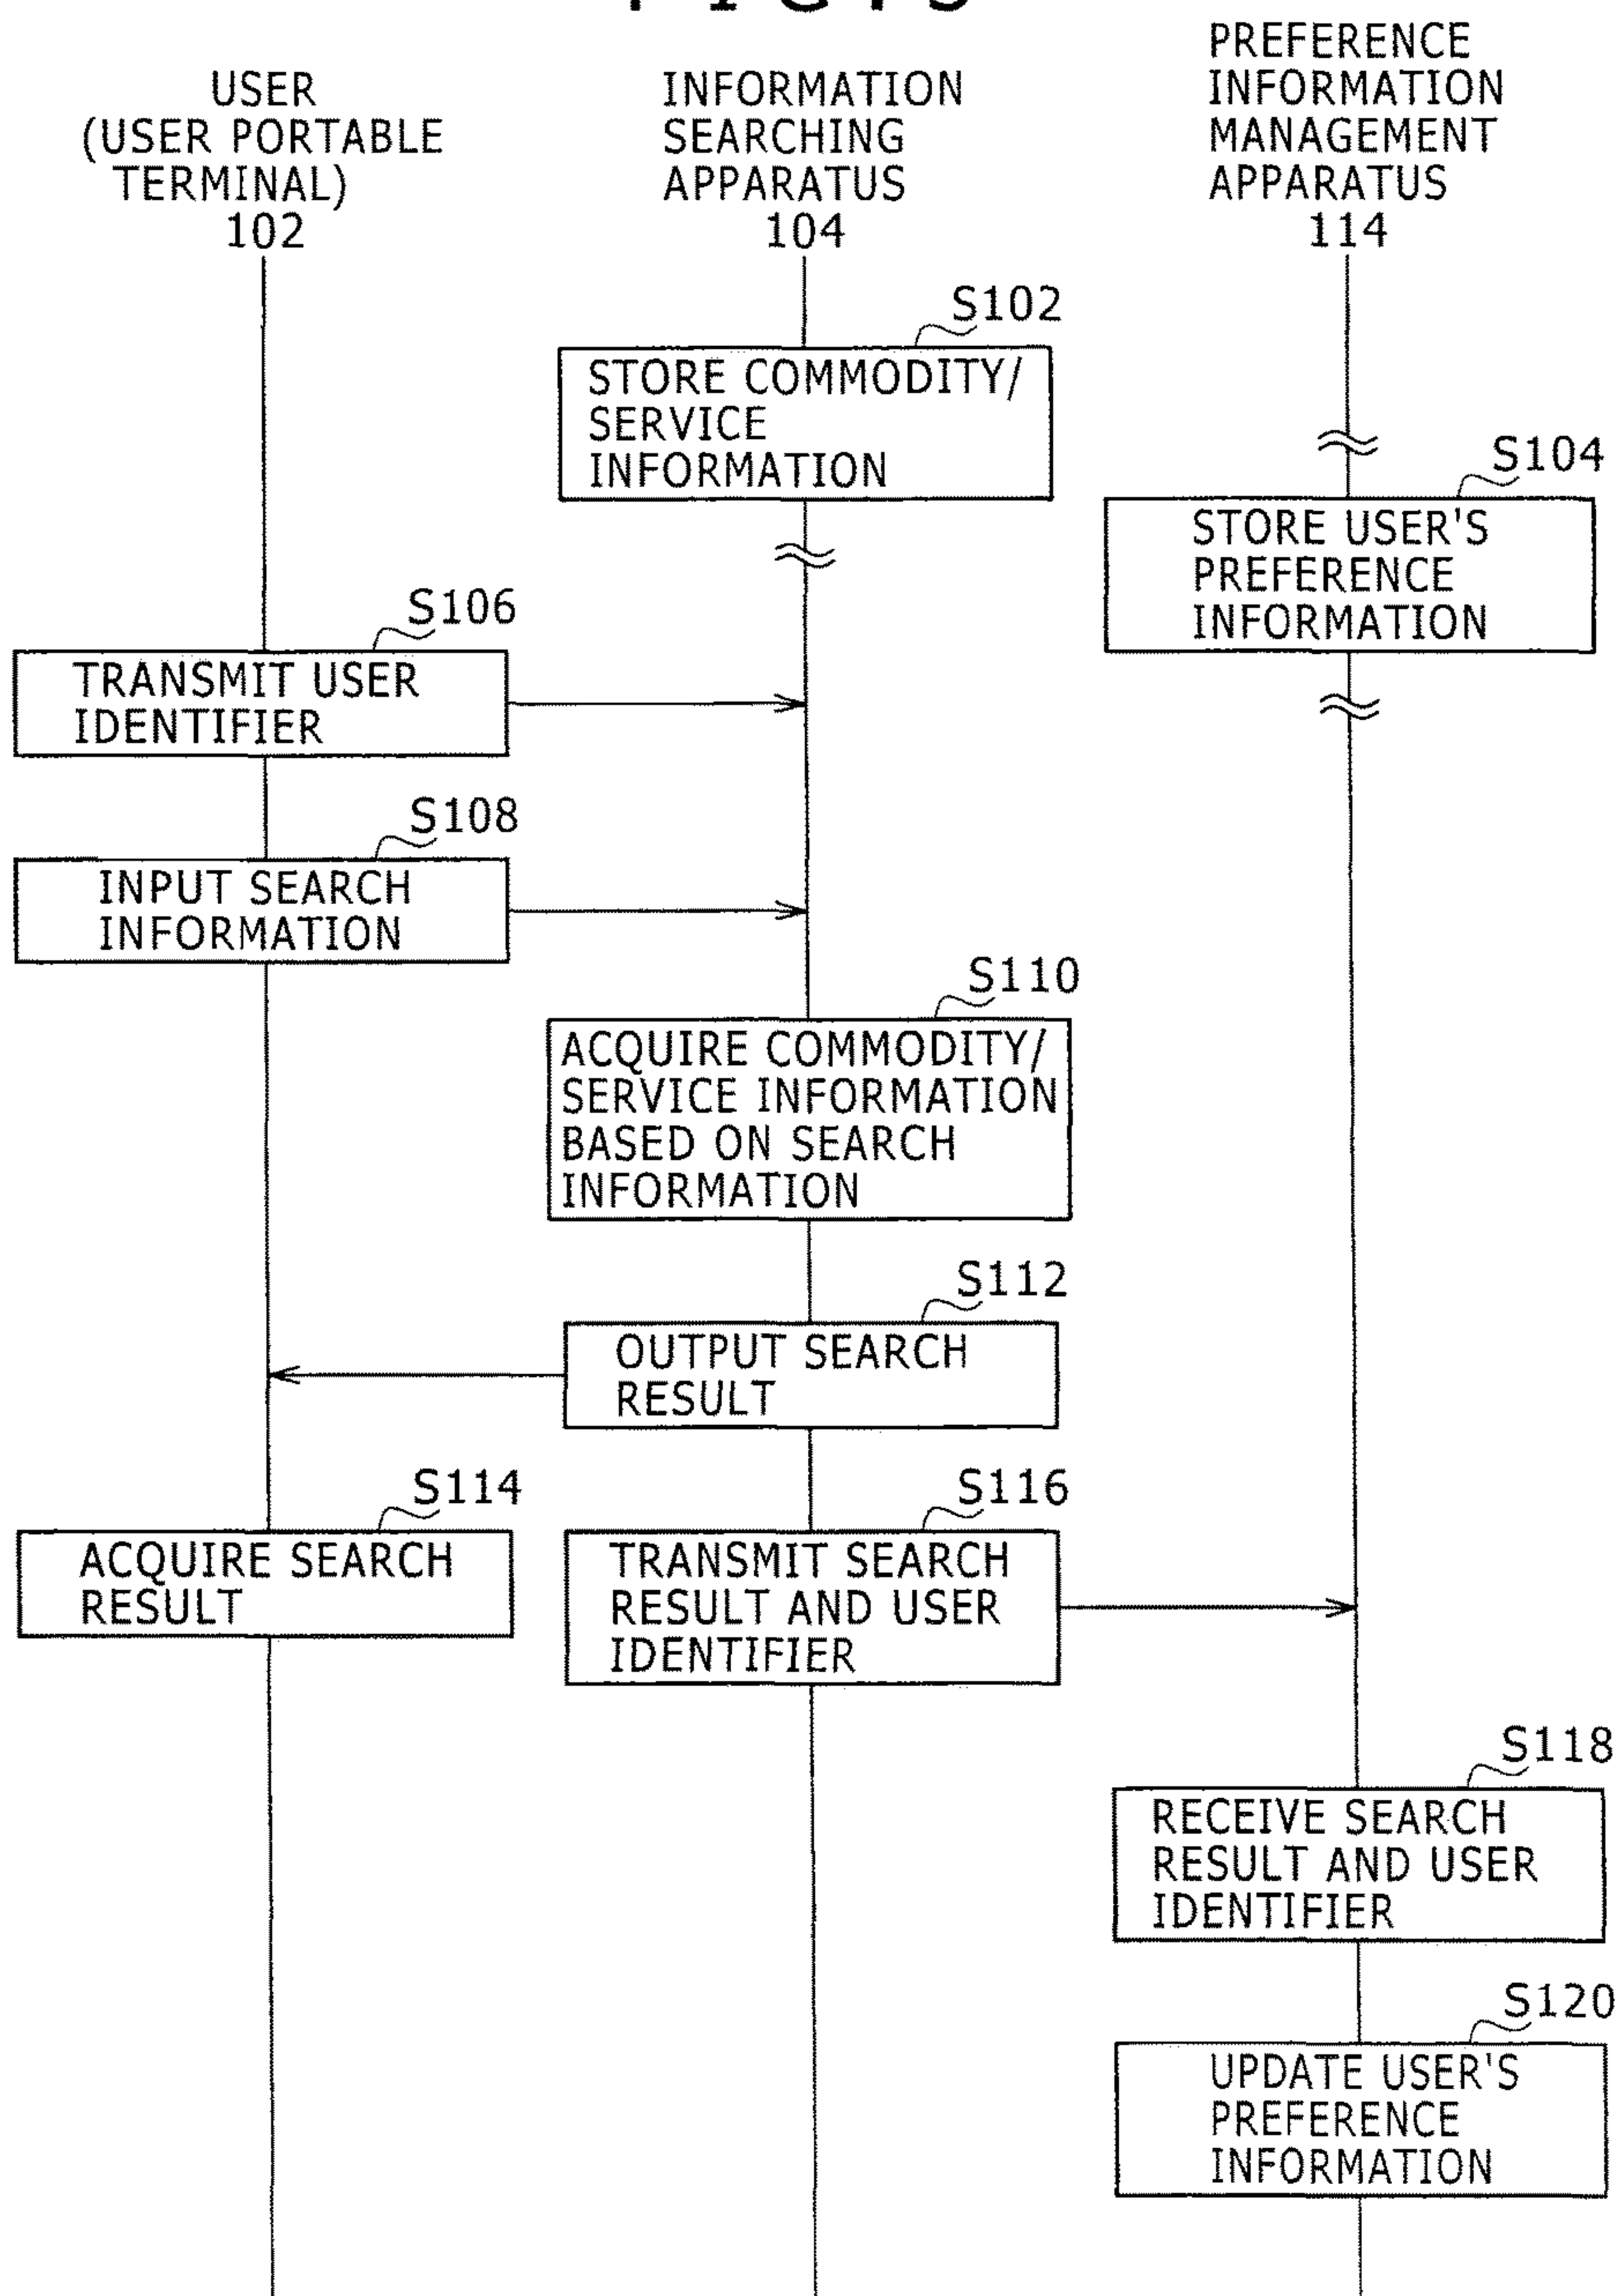 USER
(USER PORTABLE
TERMINAL)
102
INFORMATION
SEARCHING
APPARATUS
104
PREFERENCE
INFORMATION
MANAGEMENT
APPARATUS
114
S102
STORE COMMODITY/
SERVICE
INFORMATION
S104
STORE USER'S
PREFERENCE
INFORMATION
S106
TRANSMIT USER
IDENTIFIER
S108
INPUT SEARCH
INFORMATION
S110
ACQUIRE COMMODITY/
SERVICE INFORMATION
BASED ON SEARCH
INFORMATION
S112
OUTPUT SEARCH
RESULT
S114
ACQUIRE SEARCH
RESULT
S116
TRANSMIT SEARCH
RESULT AND USER
IDENTIFIER
S118
RECEIVE SEARCH
RESULT AND USER
IDENTIFIER
S120
UPDATE USER'S
PREFERENCE
INFORMATION